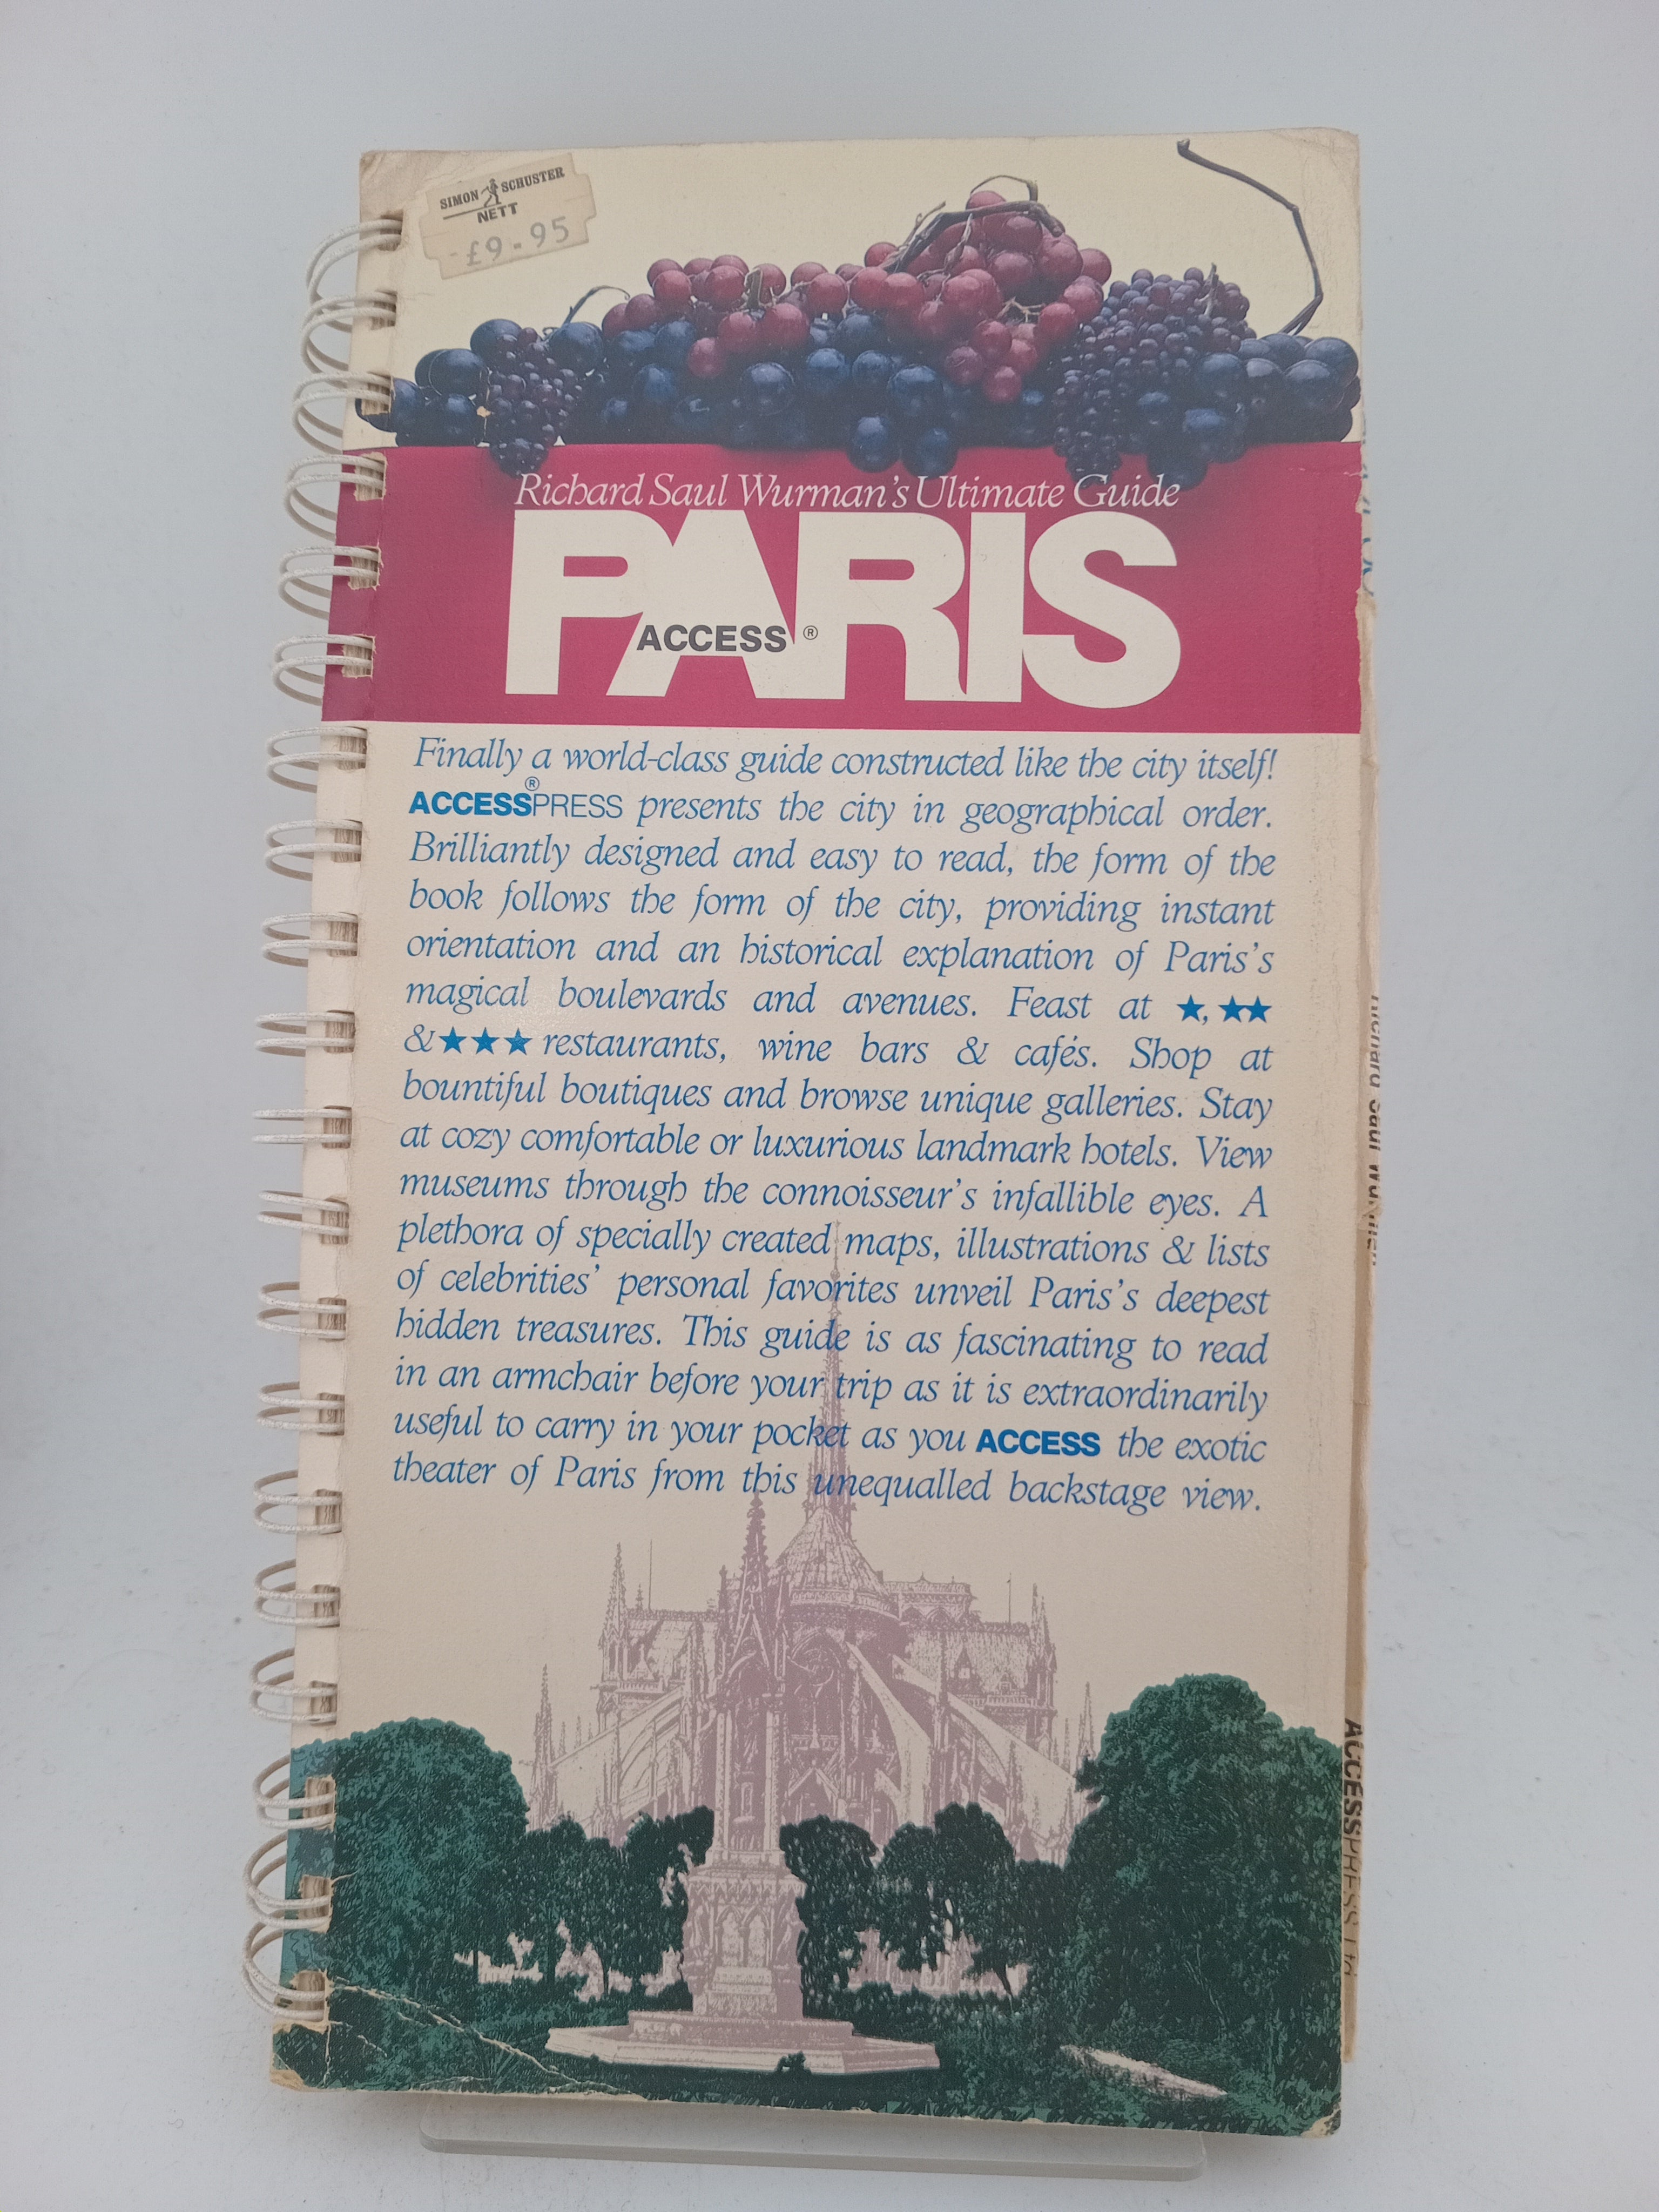 SIMON SCHUSTER
NETT
£9.95
Richard Saul Wurman's Ultimate Guide
PARIS
ACCESS®
Finally a world-class guide constructed like the city itself!
ACCESS®PRESS presents the city in geographical order.
Brilliantly designed and easy to read, the form of the
book follows the form of the city, providing instant
orientation and an historical explanation of Paris's
magical boulevards and avenues. Feast at ★, ★★
&★★★ restaurants, wine bars & cafés. Shop at
bountiful boutiques and browse unique galleries. Stay
at cozy comfortable or luxurious landmark hotels. View
museums through the connoisseur's infallible eyes. A
plethora of specially created maps, illustrations & lists
of celebrities' personal favorites unveil Paris's deepest
hidden treasures. This guide is as fascinating to read
in an armchair before your trip as it is extraordinarily
useful to carry in your pocket as you ACCESS the exotic
theater of Paris from this unequalled backstage view.
Richard Saul Wurman
ACCESSPRESS Ltd